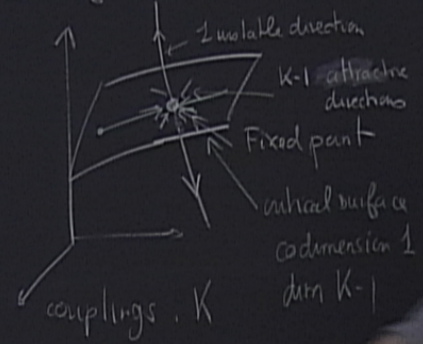 1 unstable direction
K-1 attractive
directions
Fixed point
critical surface
codimension 1
dim K-1
couplings . K